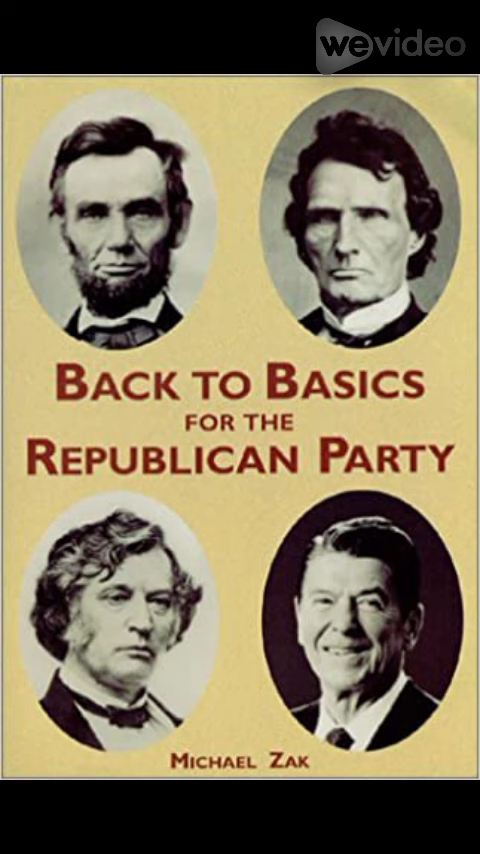 wevideo
BACK TO BASICS
FOR THE
REPUBLICAN PARTY
MICHAEL ZAK